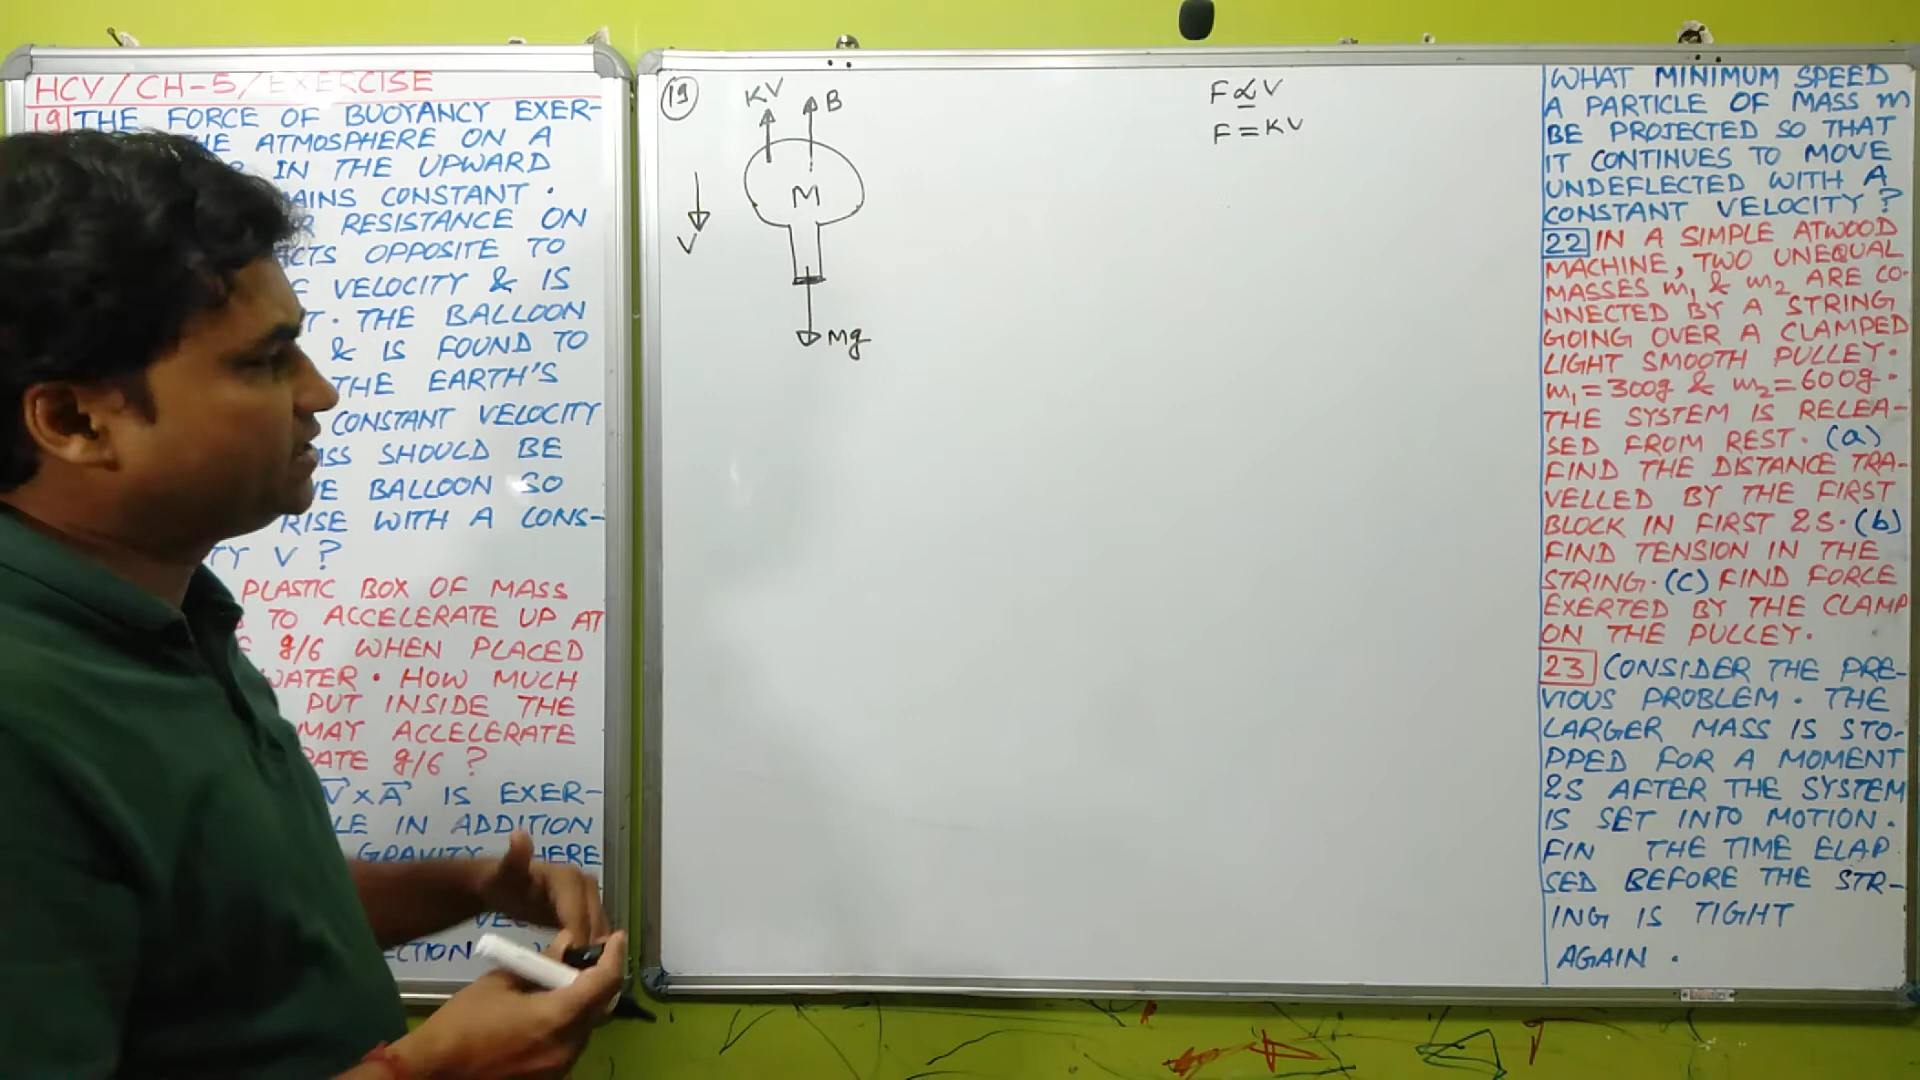 HCV/CH-5/EXERCISE
19 THE FORCE OF BUOYANCY EXER-
HE ATMOSPHERE ON A
IN THE UPWARD
AINS CONSTANT.
R RESISTANCE ON
ACTS OPPOSITE TO
VELOCITY & IS
T. THE BALLOON
& IS FOUND TO
THE EARTH'S
CONSTANT VELOCITY
ASS SHOULD BE
E BALLOON SO
RISE WITH A CONS-
TY V ?
PLASTIC BOX OF MASS
TO ACCELERATE UP AT
g/6 WHEN PLACED
WATER. HOW MUCH
PUT INSIDE THE
MAY ACCELERATE
RATE g/6 ?
V⃗ × A⃗ IS EXER-
LE IN ADDITION
GRAVITY HERE
VEL
ECTION
19
KV
B
M
V
Mg
F ∝ V
F = KV
WHAT MINIMUM SPEED
A PARTICLE OF MASS m
BE PROJECTED SO THAT
IT CONTINUES TO MOVE
UNDEFLECTED WITH A
CONSTANT VELOCITY ?
22 IN A SIMPLE ATWOOD
MACHINE, TWO UNEQUAL
MASSES m₁ & m₂ ARE CO-
NNECTED BY A STRING
GOING OVER A CLAMPED
LIGHT SMOOTH PULLEY.
m₁ = 300g & m₂ = 600g.
THE SYSTEM IS RELEA-
SED FROM REST. (a)
FIND THE DISTANCE TRA-
VELLED BY THE FIRST
BLOCK IN FIRST 2S. (b)
FIND TENSION IN THE
STRING. (C) FIND FORCE
EXERTED BY THE CLAMP
ON THE PULLEY.
23 CONSIDER THE PRE-
VIOUS PROBLEM. THE
LARGER MASS IS STO-
PPED FOR A MOMENT
2S AFTER THE SYSTEM
IS SET INTO MOTION.
FIN THE TIME ELAP
SED BEFORE THE STR-
ING IS TIGHT
AGAIN.